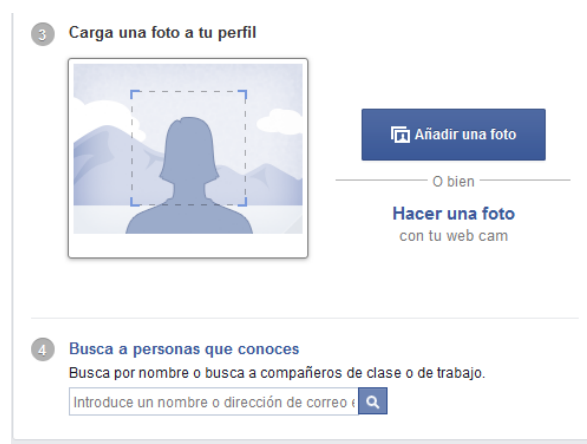 3 Carga una foto a tu perfil
Añadir una foto
O bien
Hacer una foto
con tu web cam
4 Busca a personas que conoces
Busca por nombre o busca a compañeros de clase o de trabajo.
Introduce un nombre o dirección de correo e